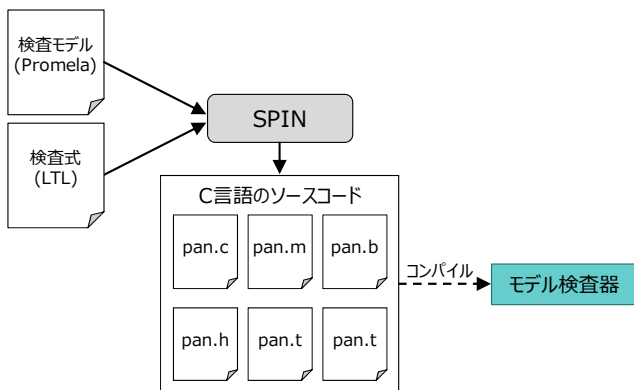 検査モデル
(Promela)
検査式
(LTL)
SPIN
C言語のソースコード
pan.c
pan.m
pan.b
pan.h
pan.t
pan.t
コンパイル
モデル検査器